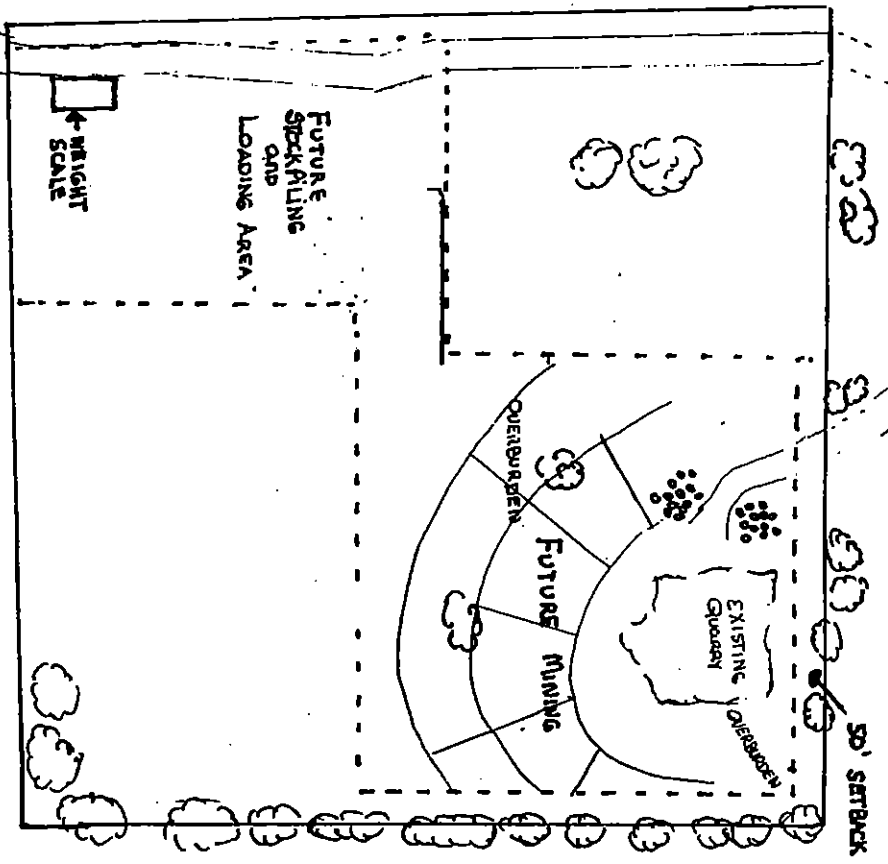 WEIGHT
SCALE
FUTURE
STOCKPILING
AND
LOADING AREA
OVERBURDEN
FUTURE MINING
EXISTING
QUARRY
OVERBURDEN
50' SETBACK